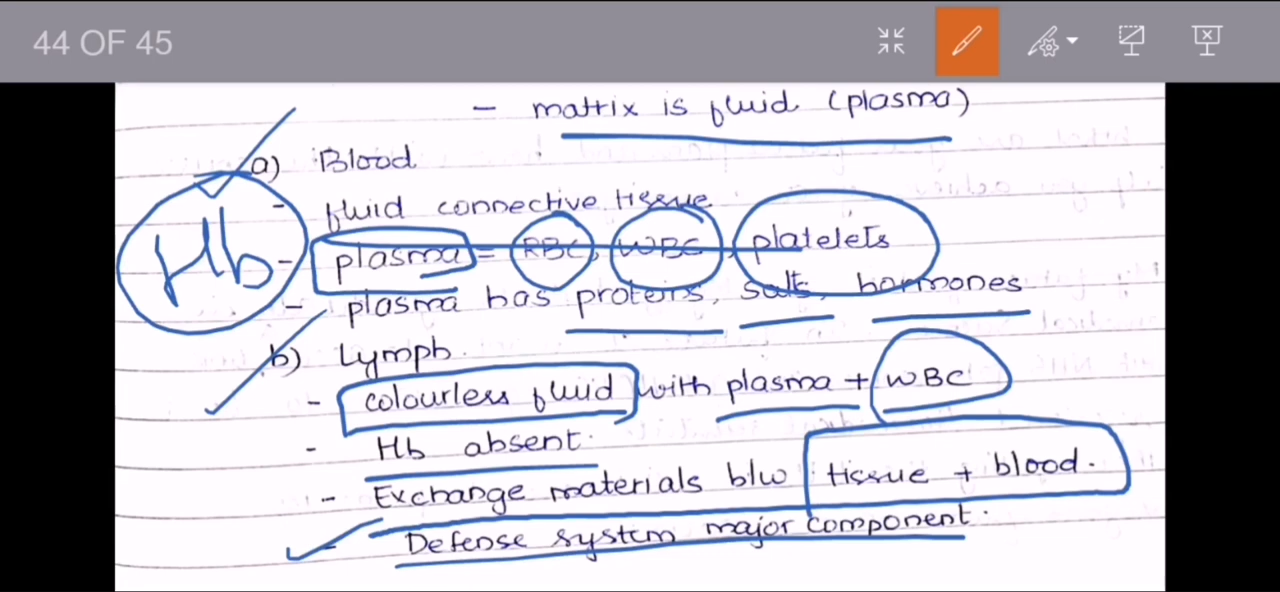 44 OF 45
- matrix is fluid (plasma)
a) Blood
- fluid connective tissue
Hb
- plasma = RBC, WBC, platelets
- plasma has proteins, salts, hormones
b) Lymph.
- colourless fluid with plasma + WBC
- Hb absent.
- Exchange materials b/w tissue + blood.
- Defense system major component.